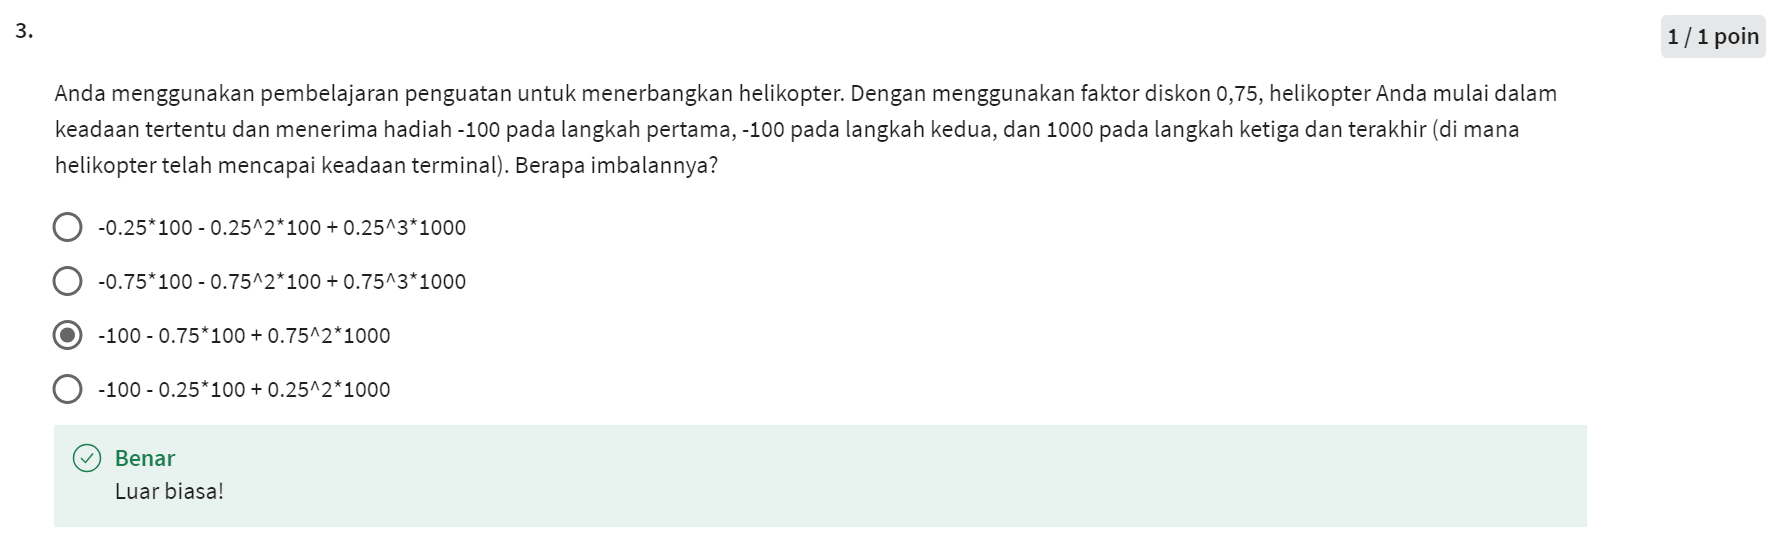 3.
1 / 1 poin
Anda menggunakan pembelajaran penguatan untuk menerbangkan helikopter. Dengan menggunakan faktor diskon 0,75, helikopter Anda mulai dalam
keadaan tertentu dan menerima hadiah -100 pada langkah pertama, -100 pada langkah kedua, dan 1000 pada langkah ketiga dan terakhir (di mana
helikopter telah mencapai keadaan terminal). Berapa imbalannya?
-0.25*100 - 0.25^2*100 + 0.25^3*1000
-0.75*100 - 0.75^2*100 + 0.75^3*1000
-100 - 0.75*100 + 0.75^2*1000
-100 - 0.25*100 + 0.25^2*1000
Benar
Luar biasa!